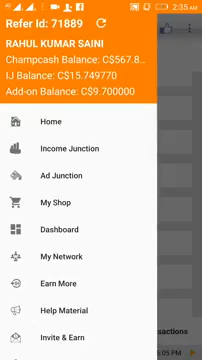 2:35 AM
Refer Id: 71889
RAHUL KUMAR SAINI
Champcash Balance: C$567.8..
IJ Balance: C$15.749770
Add-on Balance: C$9.700000
Home
Income Junction
Ad Junction
My Shop
Dashboard
My Network
Earn More
Help Material
Invite & Earn
sactions
5:05 PM